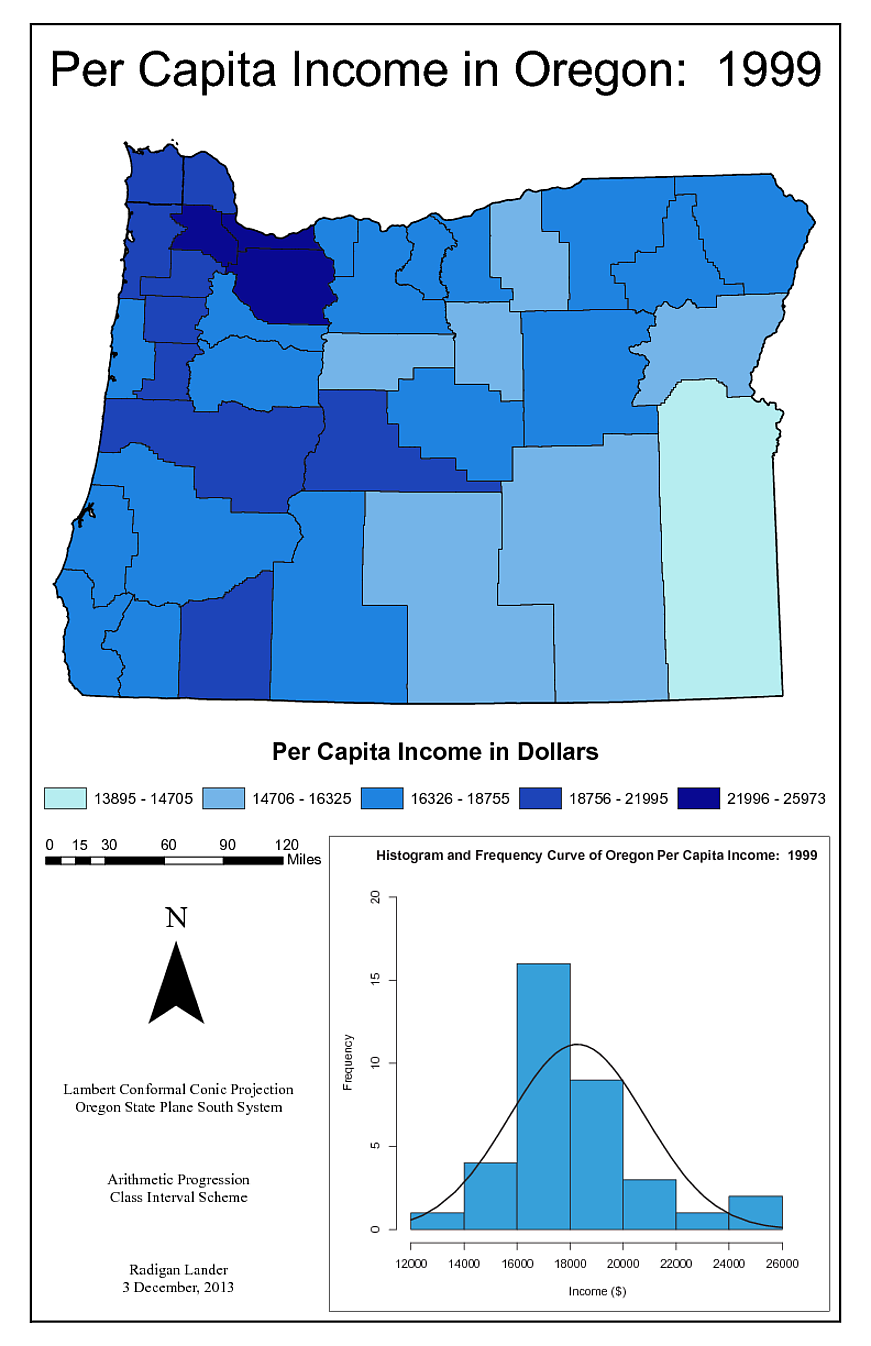 Per Capita Income in Oregon:  1999
Per Capita Income in Dollars
13895 - 14705
14706 - 16325
16326 - 18755
18756 - 21995
21996 - 25973
0 15 30 60 90 120
Miles
N
Lambert Conformal Conic Projection
Oregon State Plane South System
Arithmetic Progression
Class Interval Scheme
Radigan Lander
3 December, 2013
Histogram and Frequency Curve of Oregon Per Capita Income:  1999
20
15
10
5
0
Frequency
12000 14000 16000 18000 20000 22000 24000 26000
Income ($)